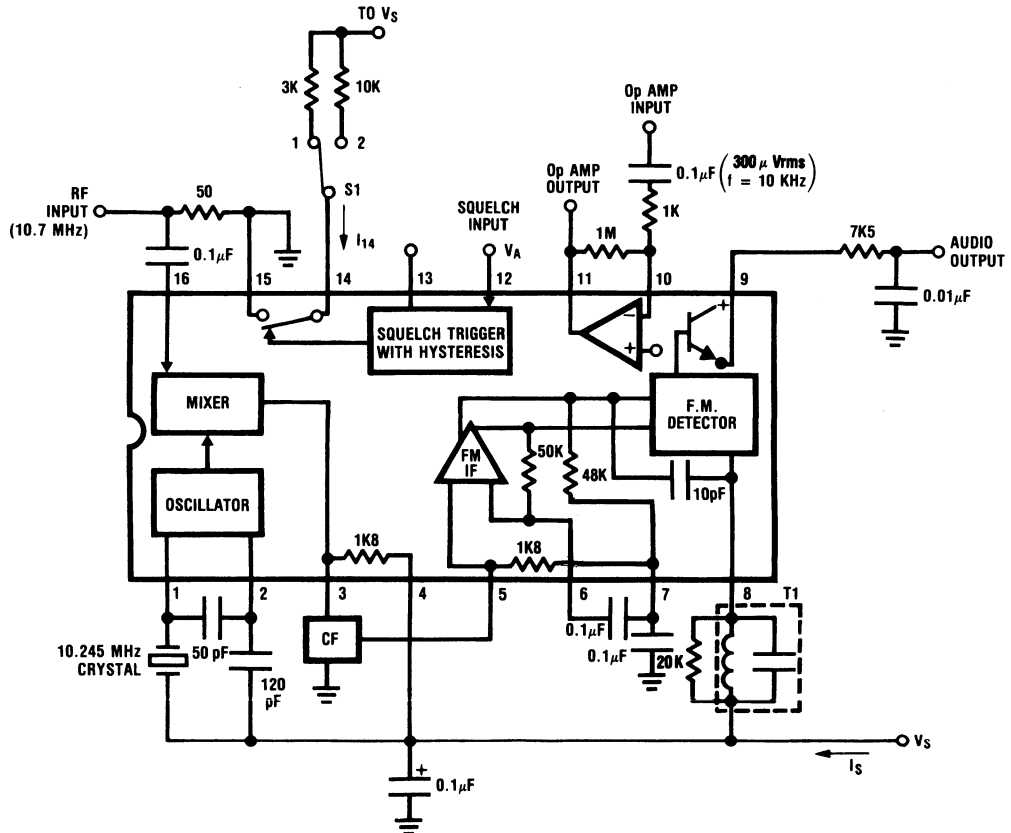 TO VS
3K
10K
1
2
S1
I14
RF
INPUT
(10.7 MHz)
50
0.1µF
Op AMP
INPUT
0.1µF (300 µ Vrms
f = 10 KHz)
Op AMP
OUTPUT
1K
1M
SQUELCH
INPUT
VA
7K5
AUDIO
OUTPUT
0.01µF
16
15
14
13
12
11
10
9
SQUELCH TRIGGER
WITH HYSTERESIS
−
+
+
MIXER
F.M.
DETECTOR
FM
IF
50K
48K
10pF
OSCILLATOR
1K8
1K8
1
2
3
4
5
6
7
8
T1
CF
0.1µF
0.1µF
20K
10.245 MHz
CRYSTAL
50 pF
120
pF
VS
IS
+
0.1µF